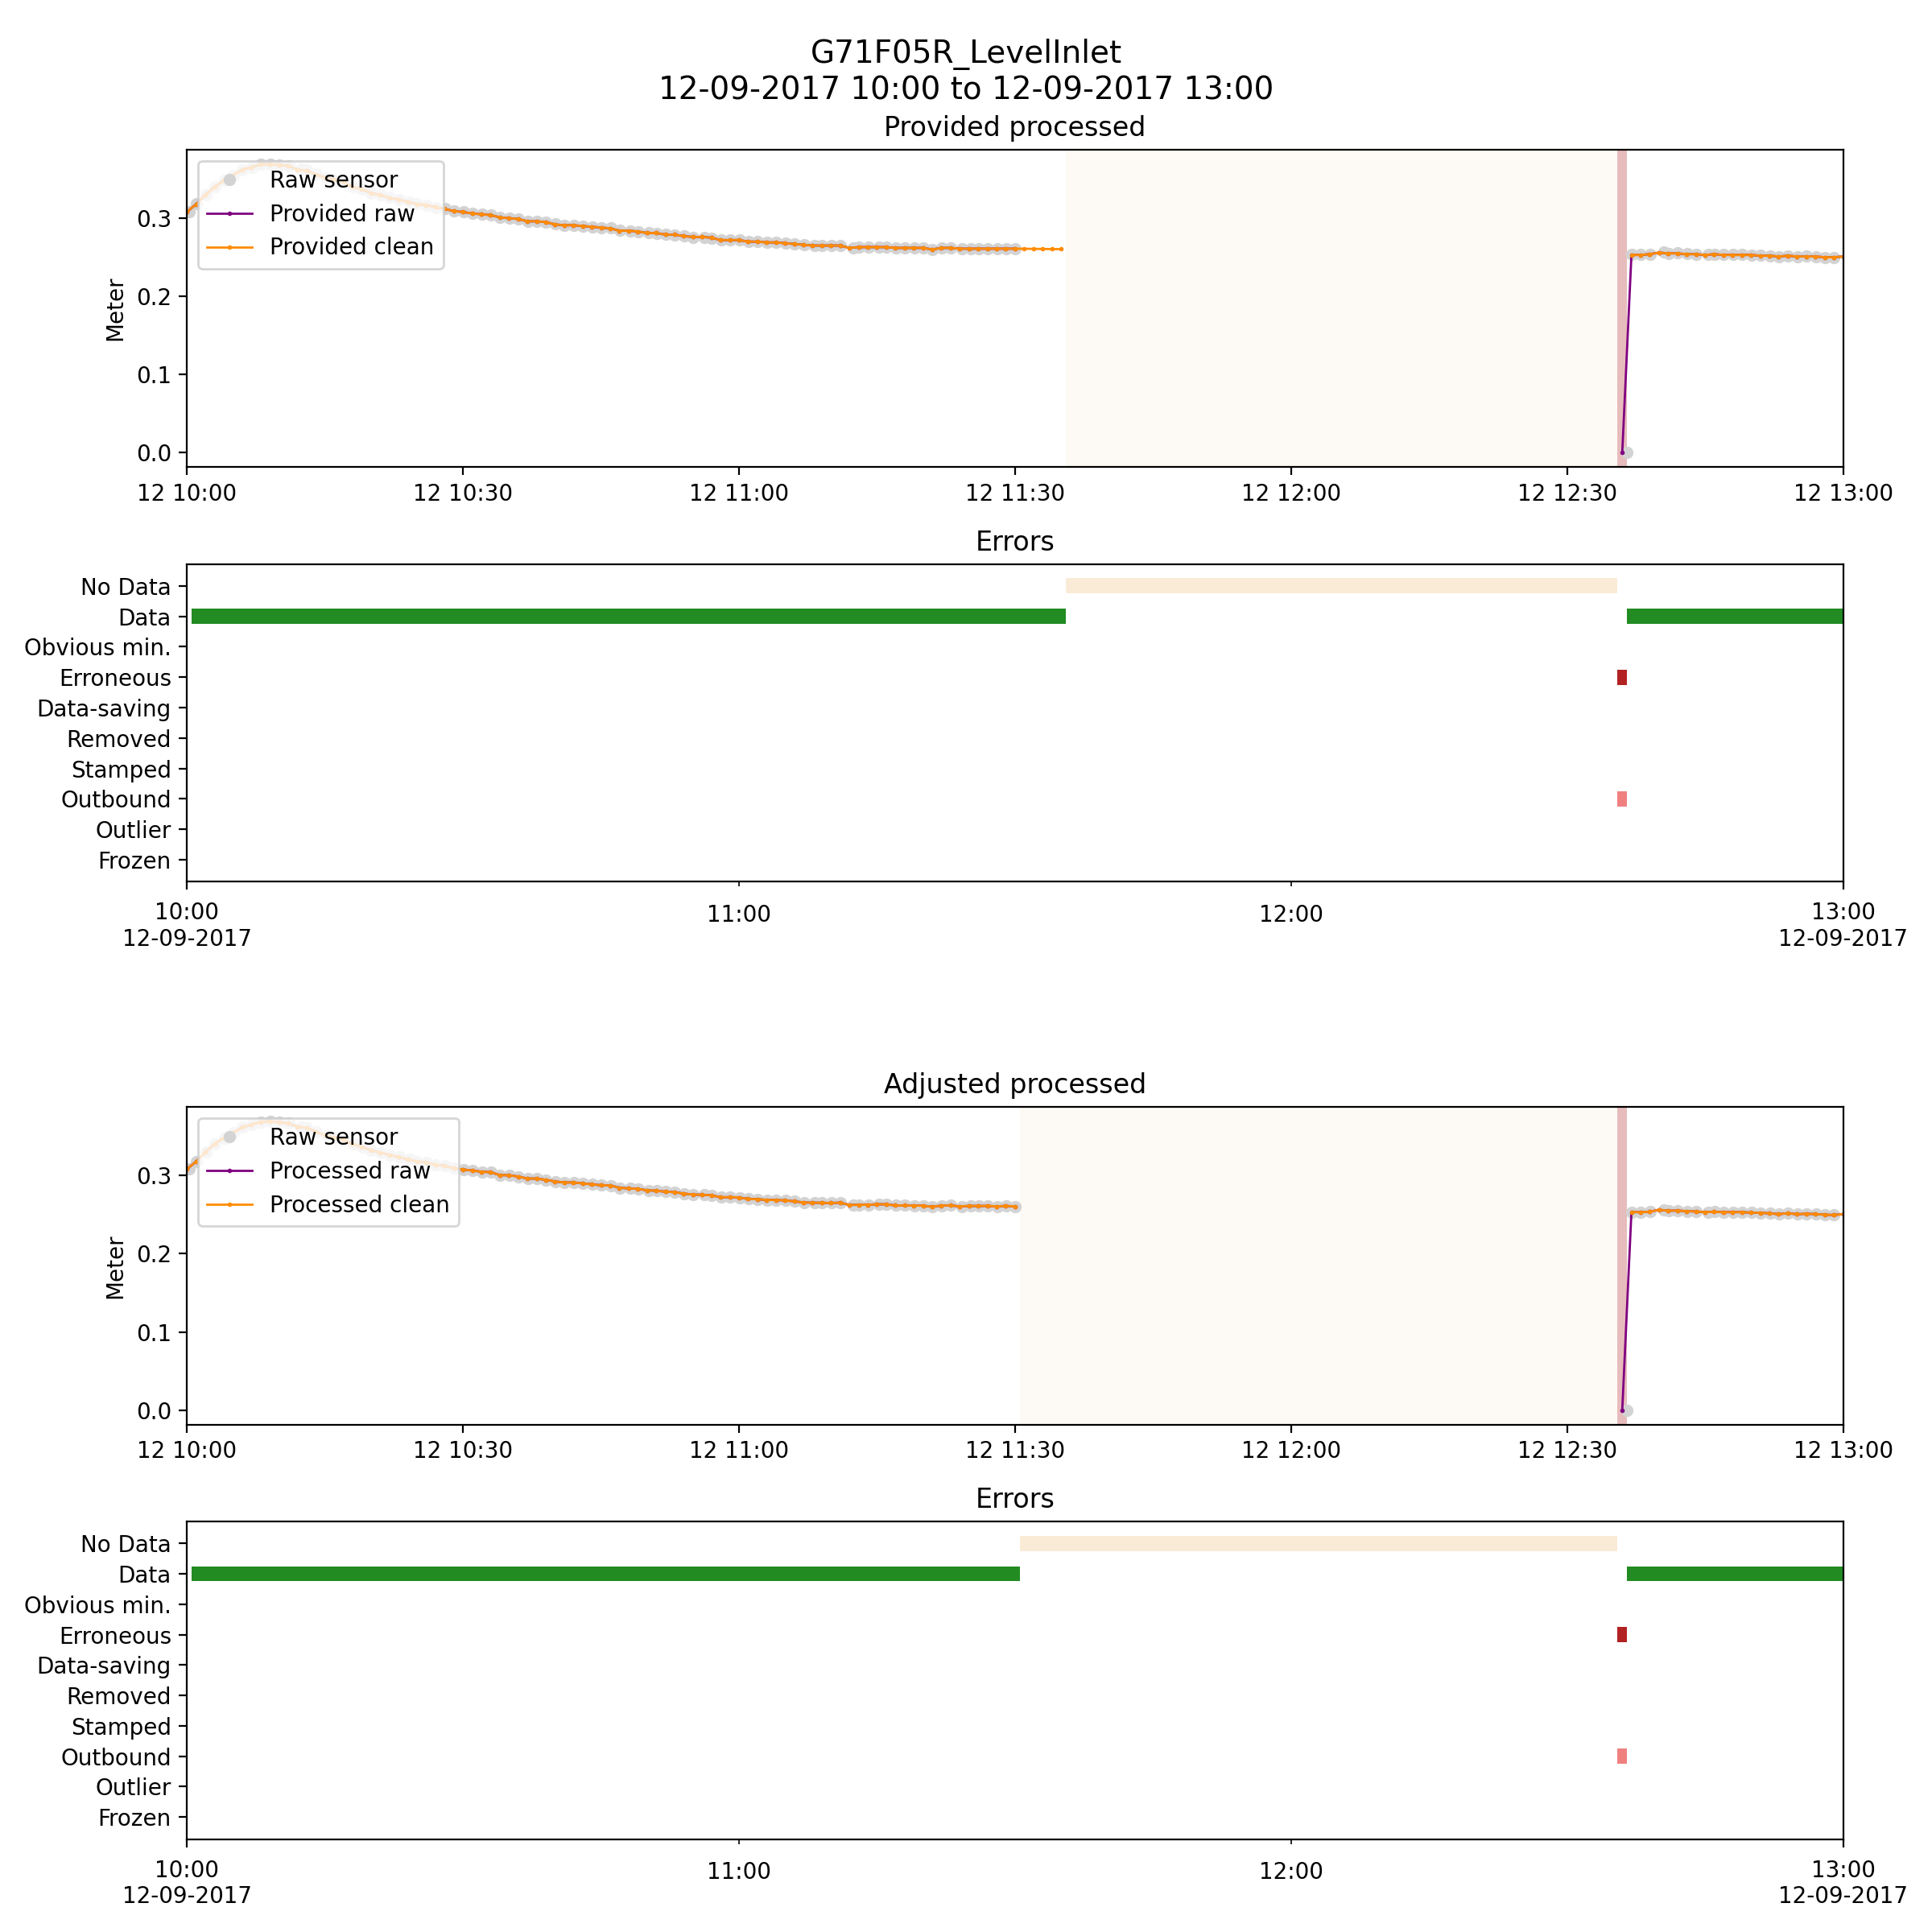 G71F05R_LevelInlet
12-09-2017 10:00 to 12-09-2017 13:00
Provided processed
Raw sensor
Provided raw
Provided clean
Meter
0.3
0.2
0.1
0.0
12 10:00 12 10:30 12 11:00 12 11:30 12 12:00 12 12:30 12 13:00
Errors
No Data
Data
Obvious min.
Erroneous
Data-saving
Removed
Stamped
Outbound
Outlier
Frozen
10:00 11:00 12:00 13:00
12-09-2017 12-09-2017
Adjusted processed
Raw sensor
Processed raw
Processed clean
Meter
0.3
0.2
0.1
0.0
12 10:00 12 10:30 12 11:00 12 11:30 12 12:00 12 12:30 12 13:00
Errors
No Data
Data
Obvious min.
Erroneous
Data-saving
Removed
Stamped
Outbound
Outlier
Frozen
10:00 11:00 12:00 13:00
12-09-2017 12-09-2017